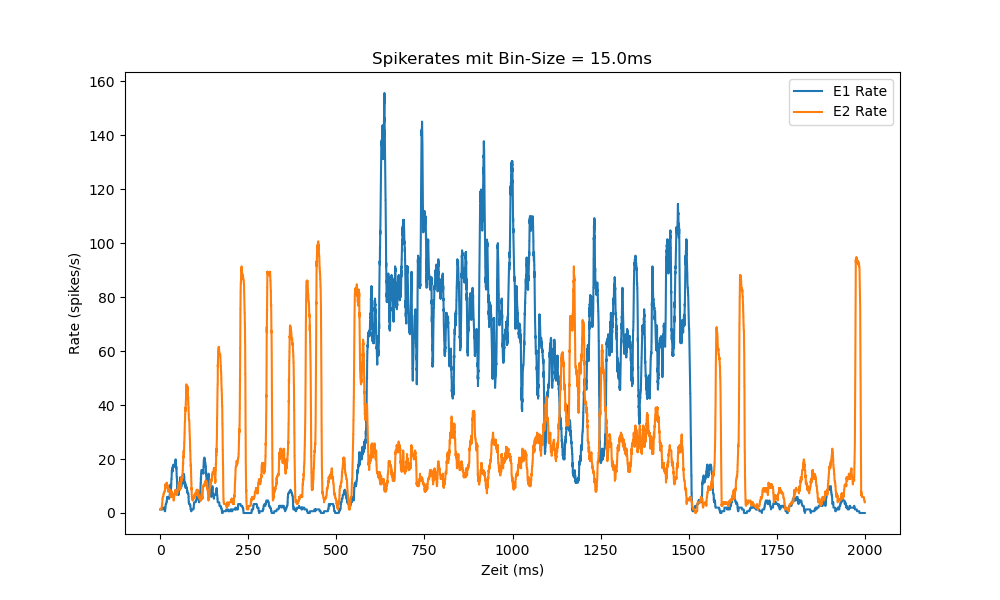 Spikerates mit Bin-Size = 15.0ms
E1 Rate
E2 Rate
Rate (spikes/s)
160
140
120
100
80
60
40
20
0
0 250 500 750 1000 1250 1500 1750 2000
Zeit (ms)